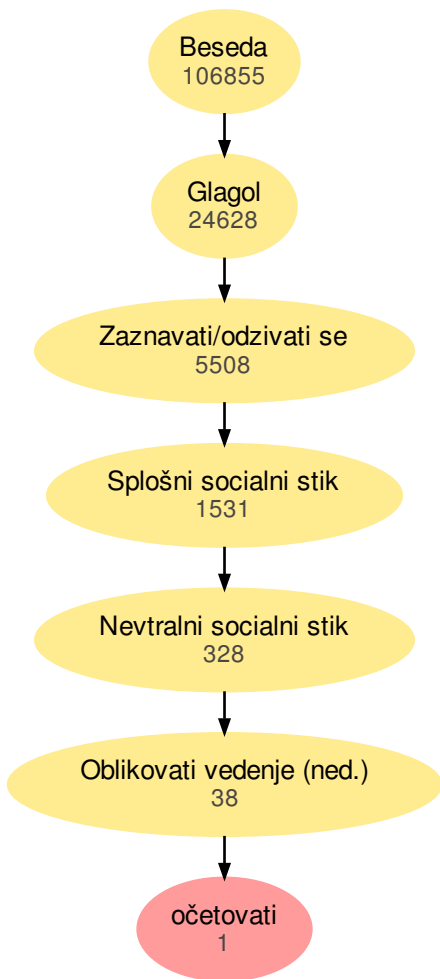 Beseda
106855
Glagol
24628
Zaznavati/odzivati se
5508
Splošni socialni stik
1531
Nevtralni socialni stik
328
Oblikovati vedenje (ned.)
38
očetovati
1